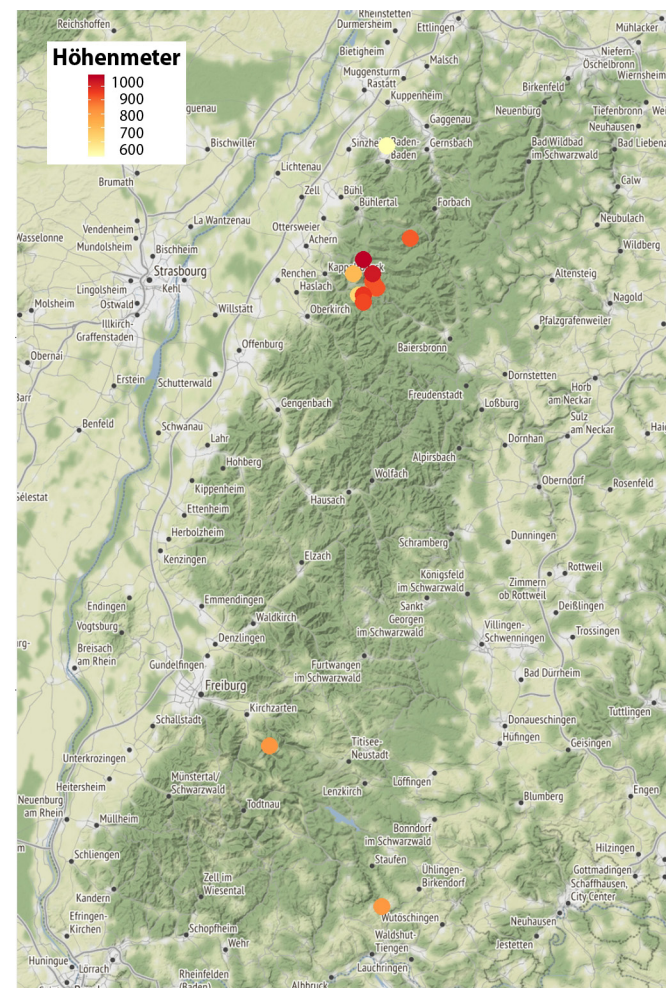 Reichshoffen
Rheinstetten
Durmersheim
Ettlingen
Mühlacker
Bietigheim
Niefern-
Öschelbronn
Höhenmeter
1000
900
800
700
600
Malsch
Muggensturm
Rastatt
Wiernsheim
Kuppenheim
Birkenfeld
guenau
Neuenburg
Tiefenbronn
We
Gaggenau
Neuhausen
Bischwiller
Sinzhe
Baden-
Baden
Gernsbach
Bad Wildbad
im Schwarzwald
Bad Liebenz
Lichtenau
Brumath
Zell
Bühl
Calw
Bühlertal
Forbach
La Wantzenau
Ottersweier
Neubulach
Vendenheim
Wasselonne
Mundolsheim
Achern
Bischheim
Wildberg
Strasbourg
Renchen
Kapp
Altensteig
Lingolsheim
Kehl
Haslach
Molsheim
Ostwald
Willstätt
Oberkirch
Nagold
Illkirch-
Graffenstaden
Pfalzgrafenweiler
Obernai
Offenburg
Baiersbronn
Erstein
Schutterwald
Dornstetten
Barr
Freudenstadt
Horb
am Neckar
Gengenbach
Loßburg
Benfeld
Schwanau
Sulz
am Neckar
Hai
Lahr
Dornhan
Hohberg
Alpirsbach
Wolfach
Sélestat
Kippenheim
Hausach
Oberndorf
Rosenfeld
Ettenheim
Herbolzheim
Schramberg
Dunningen
Kenzingen
Elzach
Rottweil
Königsfeld
im Schwarzwald
Zimmern
ob Rottweil
Endingen
Emmendingen
Sankt
Georgen
im Schwarzwald
Deißlingen
Vogtsburg
Waldkirch
Villingen-
Schwenningen
Trossingen
Denzlingen
Breisach
am Rhein
Gundelfingen
Furtwangen
im Schwarzwald
Bad Dürrheim
Freiburg
Kirchzarten
Tuttlingen
Schallstadt
Donaueschingen
Hüfingen
Titisee-
Neustadt
Geisingen
Unterkrozingen
Heitersheim
Münstertal/
Schwarzwald
Löffingen
Lenzkirch
Engen
Neuenburg
am Rhein
Todtnau
Blumberg
Müllheim
Bonndorf
im Schwarzwald
Hilzingen
Schliengen
Staufen
Gottmadingen
Ühlingen-
Birkendorf
Zell im
Wiesental
Schaffhausen,
City Center
Kandern
Efringen-
Kirchen
Wutöschingen
Neuhausen
Schopfheim
Wehr
Waldshut-
Tiengen
Jestetten
Huningue
Lörrach
Lauchringen
Rheinfelden
(Baden)
Albbruck